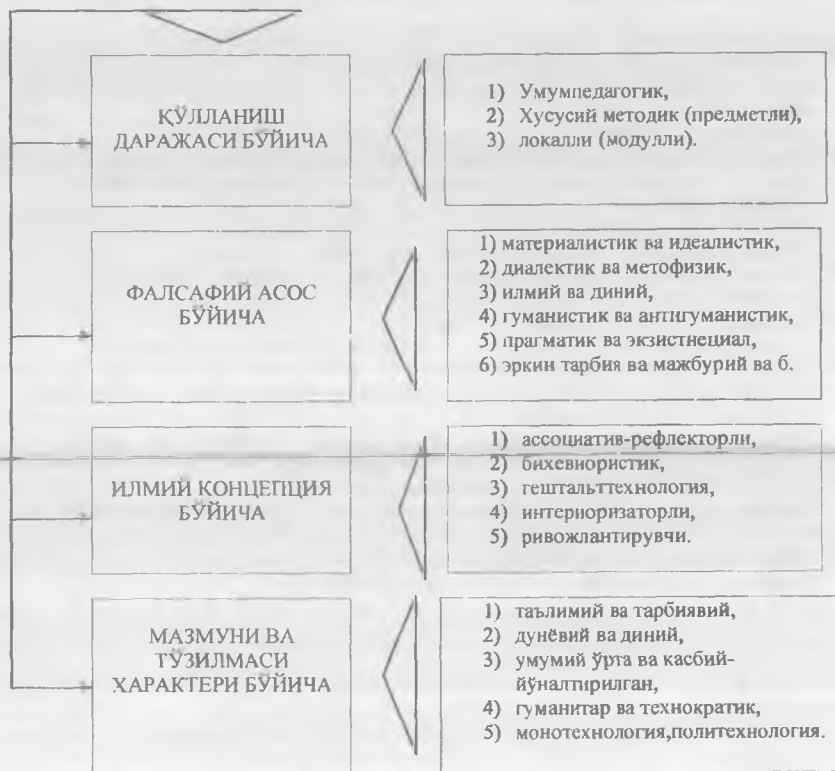 ҚЎЛЛАНИШ
ДАРАЖАСИ БЎЙИЧА
1) Умумпедагогик,
2) Хусусий методик (предметли),
3) локалли (модулли).
ФАЛСАФИЙ АСОС
БЎЙИЧА
1) материалистик ва идеалистик,
2) диалектик ва метофизик,
3) илмий ва диний,
4) гуманистик ва антигуманистик,
5) прагматик ва экзистнециал,
6) эркин тарбия ва мажбурий ва б.
ИЛМИЙ КОНЦЕПЦИЯ
БЎЙИЧА
1) ассоциатив-рефлекторли,
2) бихевиористик,
3) гештальттехнология,
4) интериоризаторли,
5) ривожлантирувчи.
МАЗМУНИ ВА
ТЎЗИЛМАСИ
ХАРАКТЕРИ БЎЙИЧА
1) таълимий ва тарбиявий,
2) дунёвий ва диний,
3) умумий ўрта ва касбий-
йўналтирилган,
4) гуманитар ва технократик,
5) монотехнология,политехнология.